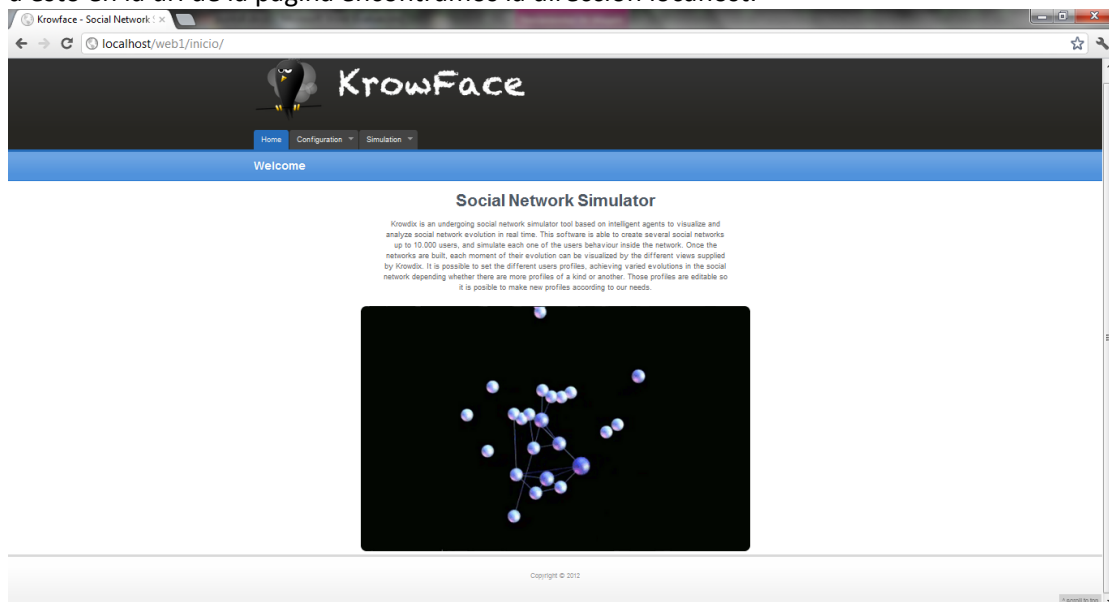 a esto en la url de la página encontramos la dirección localhost.
Krowface - Social Network S
localhost/web1/inicio/
KrowFace
Home Configuration Simulation
Welcome
Social Network Simulator
Krowdix is an undergoing social network simulator tool based on intelligent agents to visualize and
analyze social network evolution in real time. This software is able to create several social networks
up to 10.000 users, and simulate each one of the users behaviour inside the network. Once the
networks are built, each moment of their evolution can be visualized by the different views supplied
by Krowdix. It is possible to set the different users profiles, achieving varied evolutions in the social
network depending whether there are more profiles of a kind or another. Those profiles are editable so
it is posible to make new profiles according to our needs.
Copyright © 2012
^ scroll to top